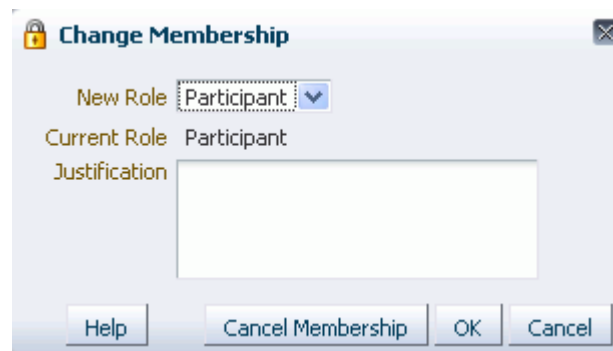 Change Membership
New Role Participant
Current Role Participant
Justification
Help Cancel Membership OK Cancel